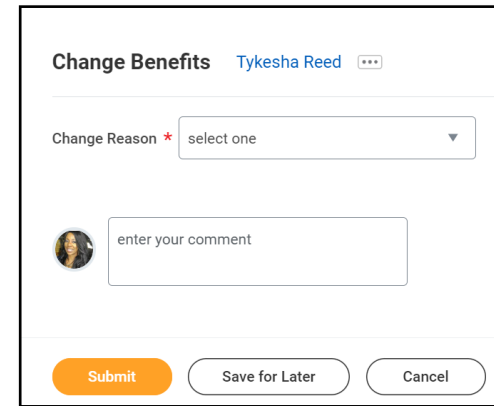 Change Benefits Tykesha Reed
Change Reason * select one
enter your comment
Submit Save for Later Cancel